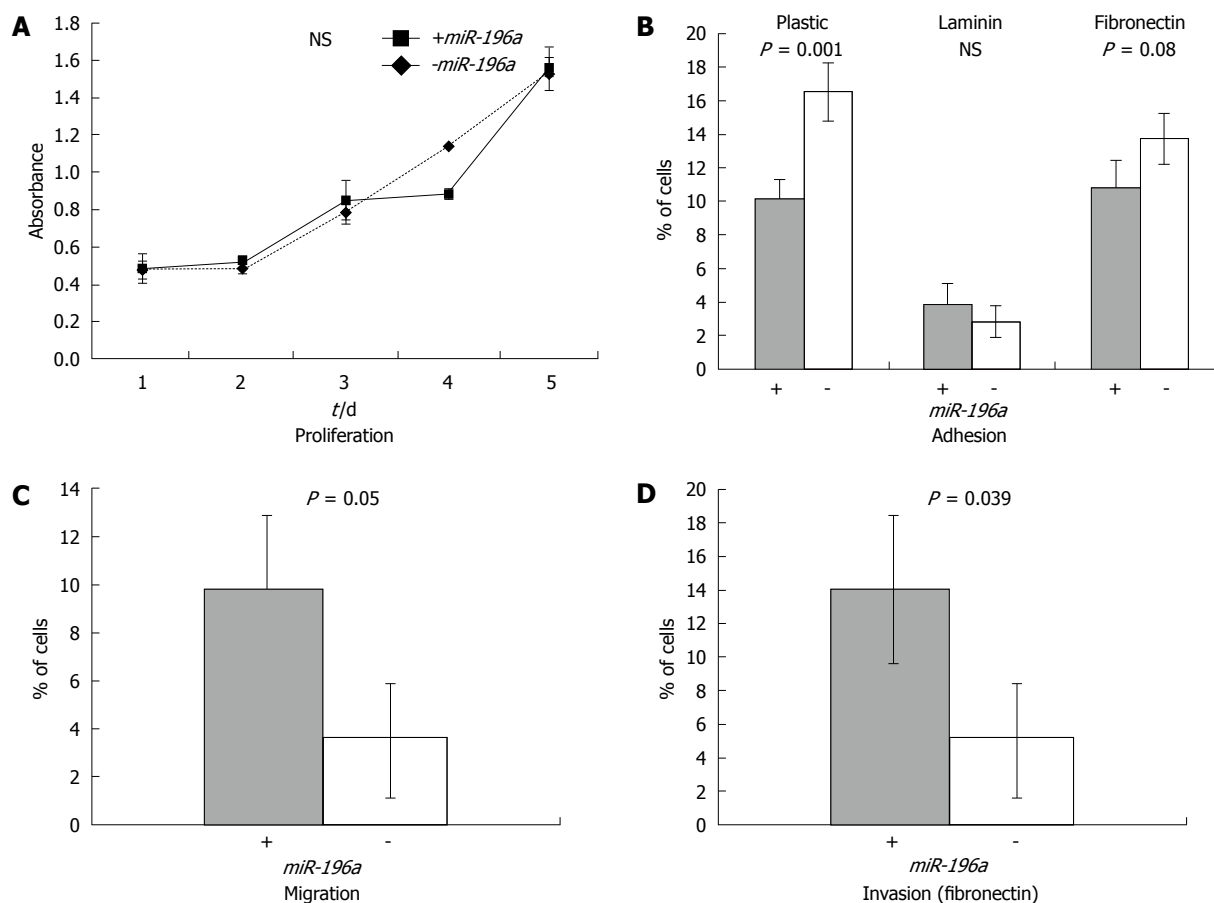 A
NS
+miR-196a
-miR-196a
1.8
1.6
1.4
1.2
1.0
0.8
0.6
0.4
0.2
0.0
Absorbance
1 2 3 4 5
t/d
Proliferation
B
Plastic Laminin Fibronectin
P = 0.001 NS P = 0.08
20
18
16
14
12
10
8
6
4
2
0
% of cells
+ - + - + -
miR-196a
Adhesion
C
P = 0.05
14
12
10
8
6
4
2
0
% of cells
+ -
miR-196a
Migration
D
P = 0.039
20
18
16
14
12
10
8
6
4
2
0
% of cells
+ -
miR-196a
Invasion (fibronectin)